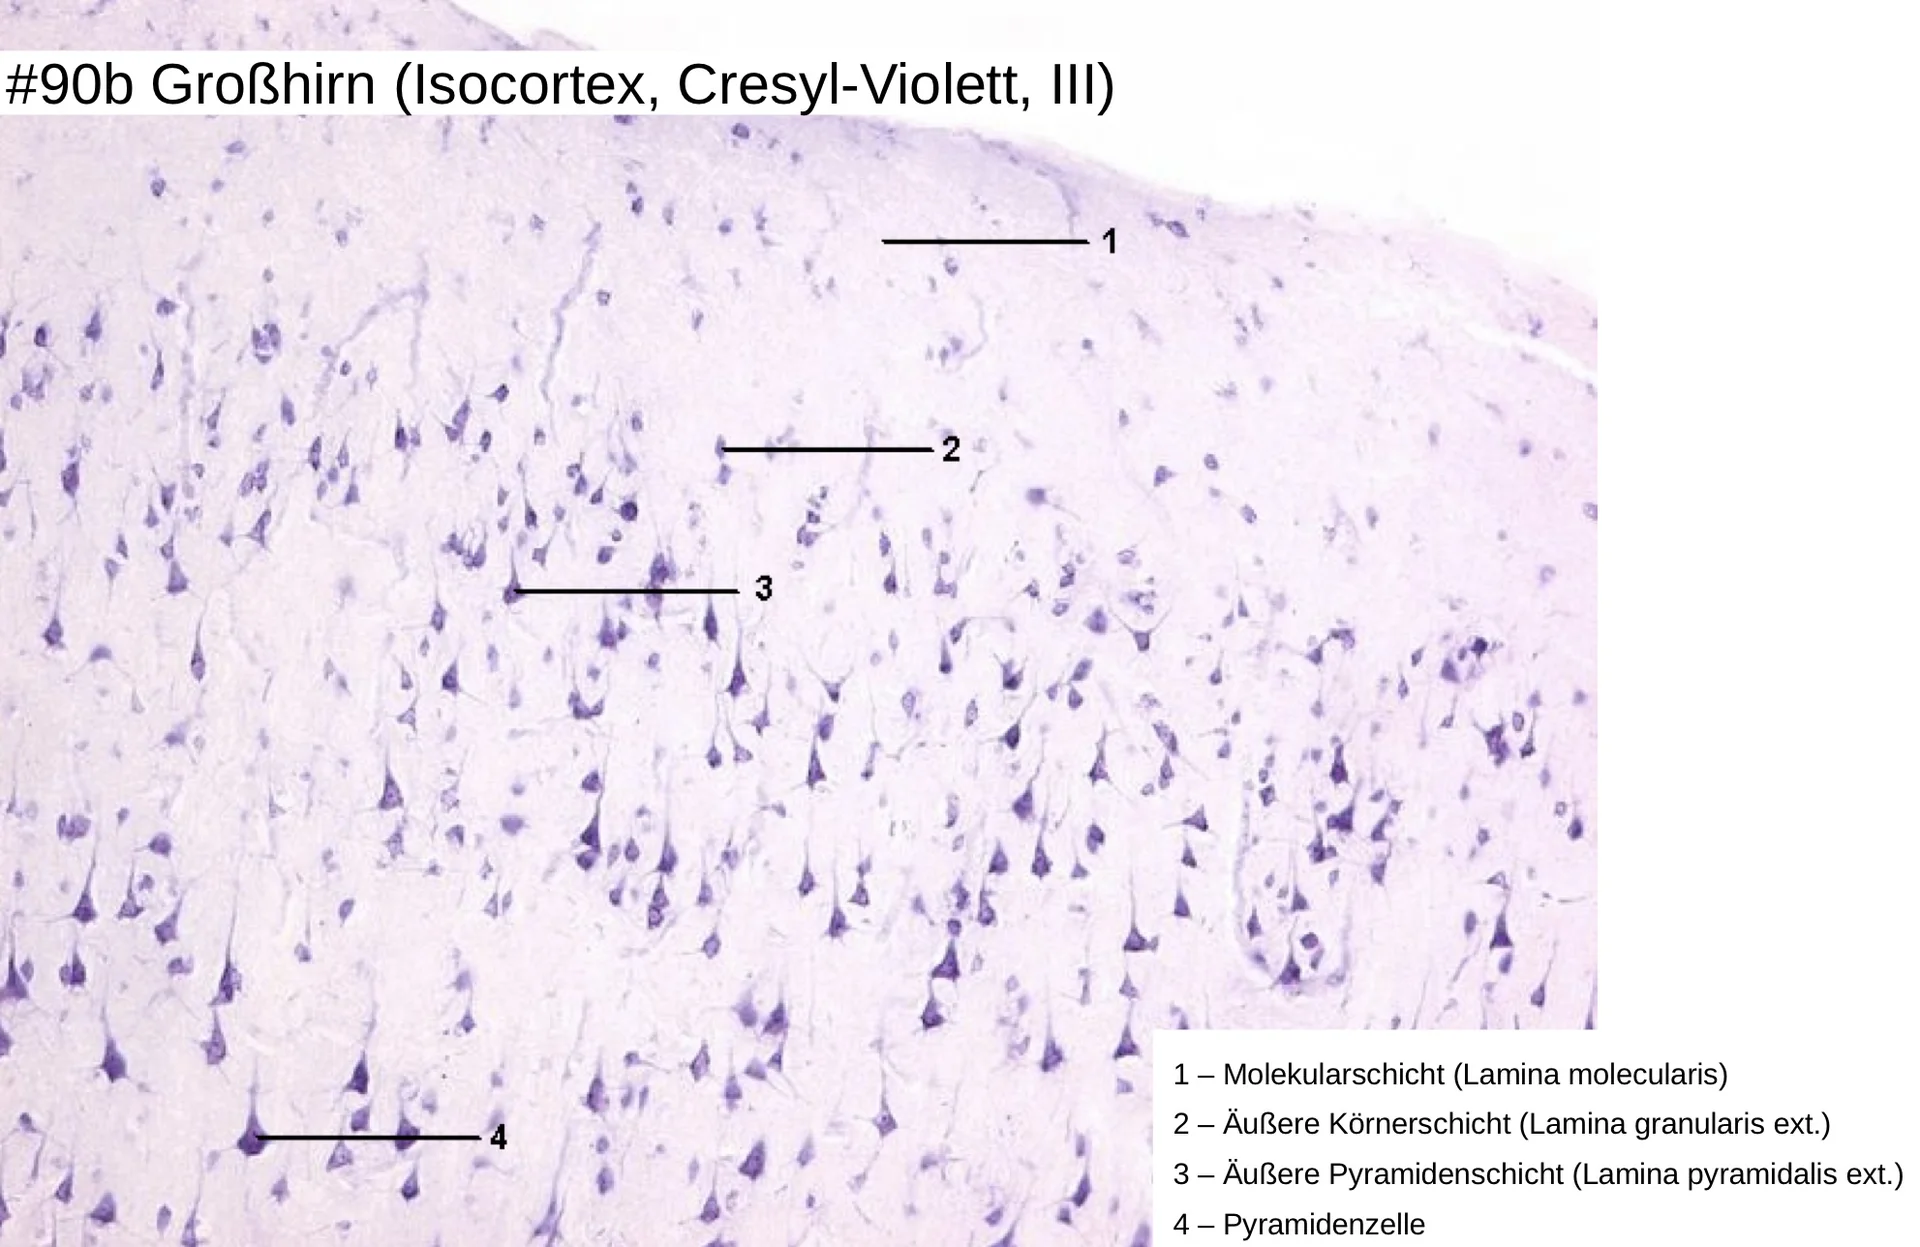 #90b Großhirn (Isocortex, Cresyl-Violett, III)
1
2
3
4
1 – Molekularschicht (Lamina molecularis)
2 – Äußere Körnerschicht (Lamina granularis ext.)
3 – Äußere Pyramidenschicht (Lamina pyramidalis ext.)
4 – Pyramidenzelle